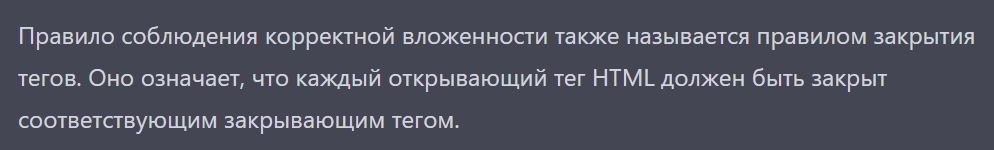 Правило соблюдения корректной вложенности также называется правилом закрытия
тегов. Оно означает, что каждый открывающий тег HTML должен быть закрыт
соответствующим закрывающим тегом.